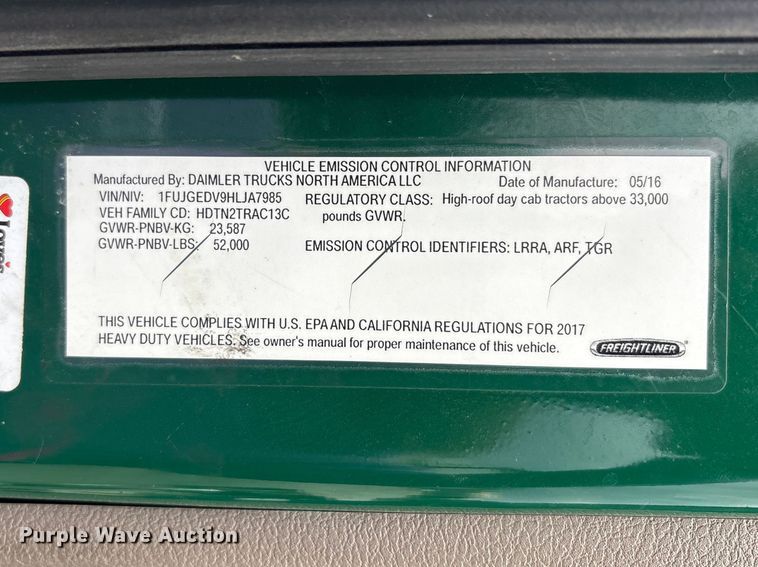 VEHICLE EMISSION CONTROL INFORMATION
Manufactured By: DAIMLER TRUCKS NORTH AMERICA LLC Date of Manufacture: 05/16
VIN/NIV: 1FUJGEDV9HLJA7985 REGULATORY CLASS: High-roof day cab tractors above 33,000
VEH FAMILY CD: HDTN2TRAC13C pounds GVWR.
GVWR-PNBV-KG: 23,587
GVWR-PNBV-LBS: 52,000 EMISSION CONTROL IDENTIFIERS: LRRA, ARF, TGR
THIS VEHICLE COMPLIES WITH U.S. EPA AND CALIFORNIA REGULATIONS FOR 2017
HEAVY DUTY VEHICLES. See owner's manual for proper maintenance of this vehicle.
FREIGHTLINER
Love's
Purple Wave Auction